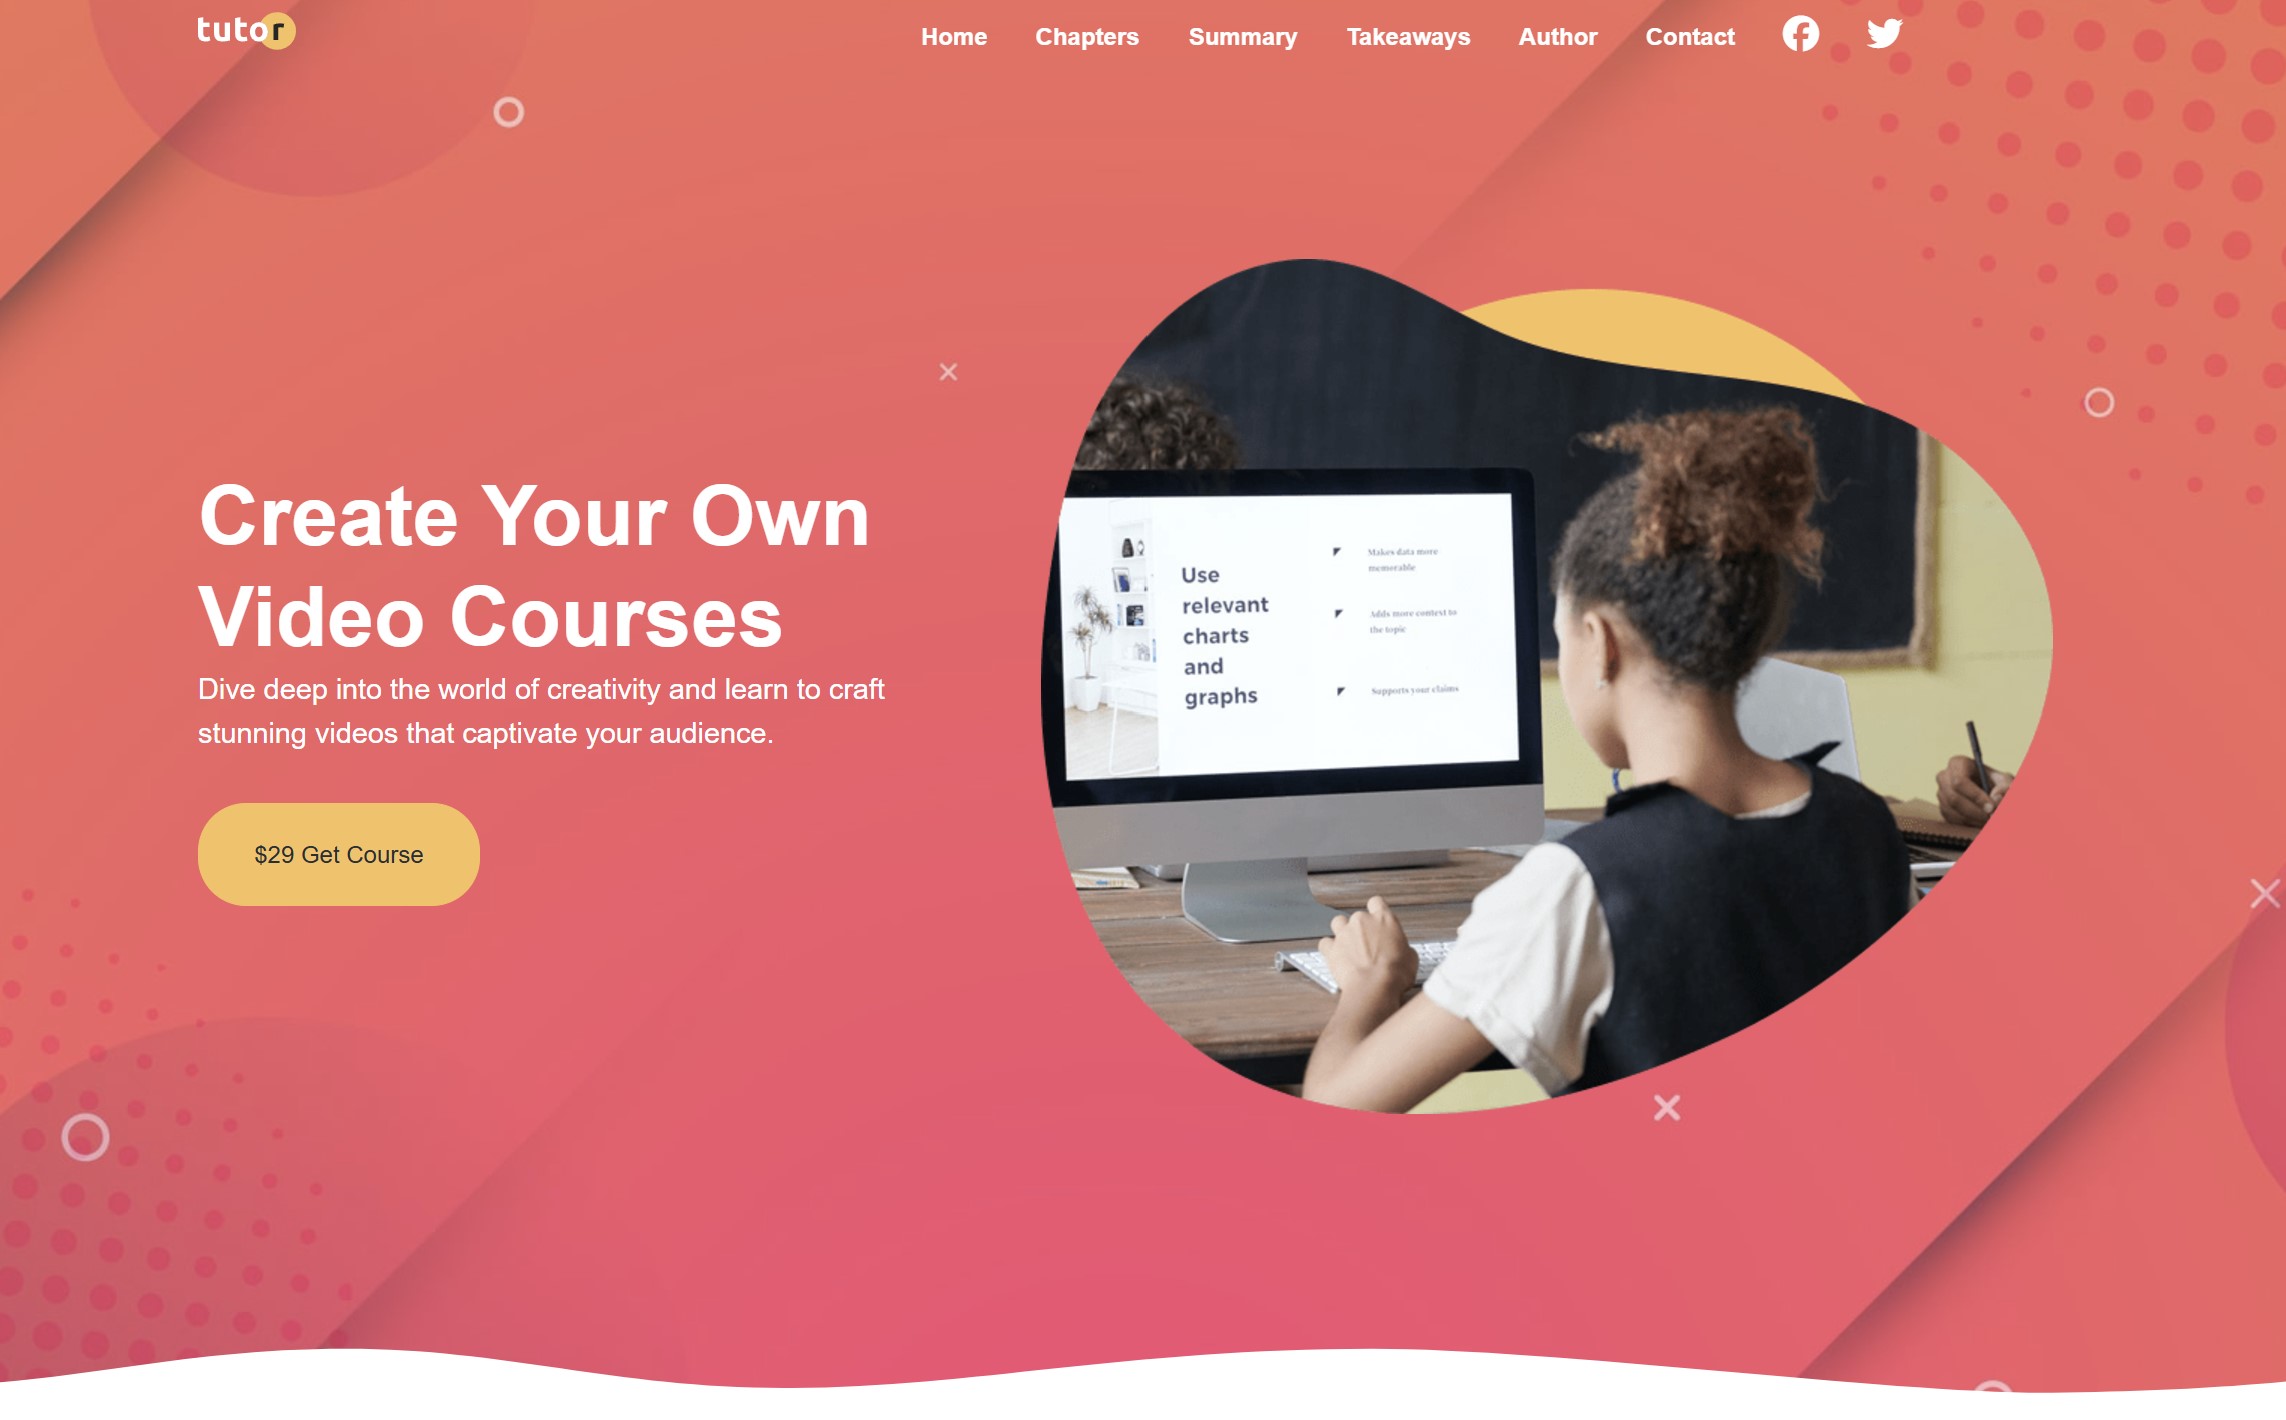 tutor
Home Chapters Summary Takeaways Author Contact
Create Your Own
Video Courses
Dive deep into the world of creativity and learn to craft
stunning videos that captivate your audience.
$29 Get Course
Use
relevant
charts
and
graphs
Makes data more
memorable
Adds more context to
the topic
Supports your claims